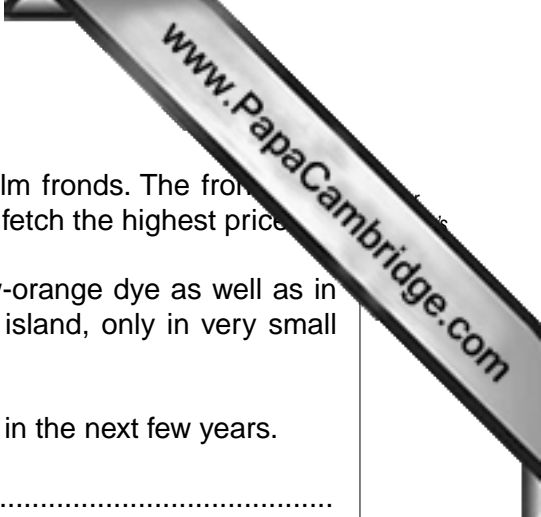 www.PapaCambridge.com
lm fronds. The fron
fetch the highest price
-orange dye as well as in
island, only in very small
in the next few years.
......................................